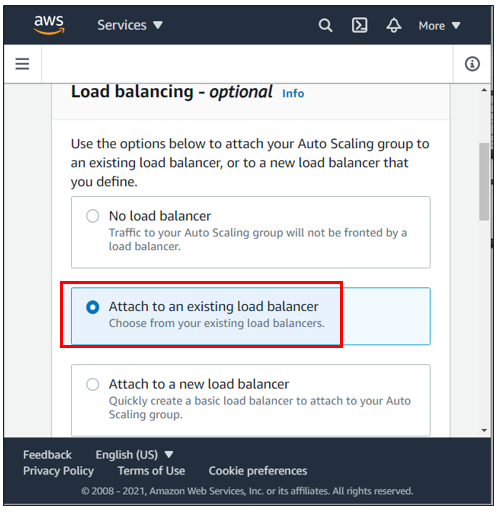 aws Services ▼ More ▼
Load balancing - optional Info
Use the options below to attach your Auto Scaling group to
an existing load balancer, or to a new load balancer that
you define.
No load balancer
Traffic to your Auto Scaling group will not be fronted by a
load balancer.
Attach to an existing load balancer
Choose from your existing load balancers.
Attach to a new load balancer
Quickly create a basic load balancer to attach to your Auto
Scaling group.
Feedback English (US) ▼
Privacy Policy Terms of Use Cookie preferences
© 2008 - 2021, Amazon Web Services, Inc. or its affiliates. All rights reserved.